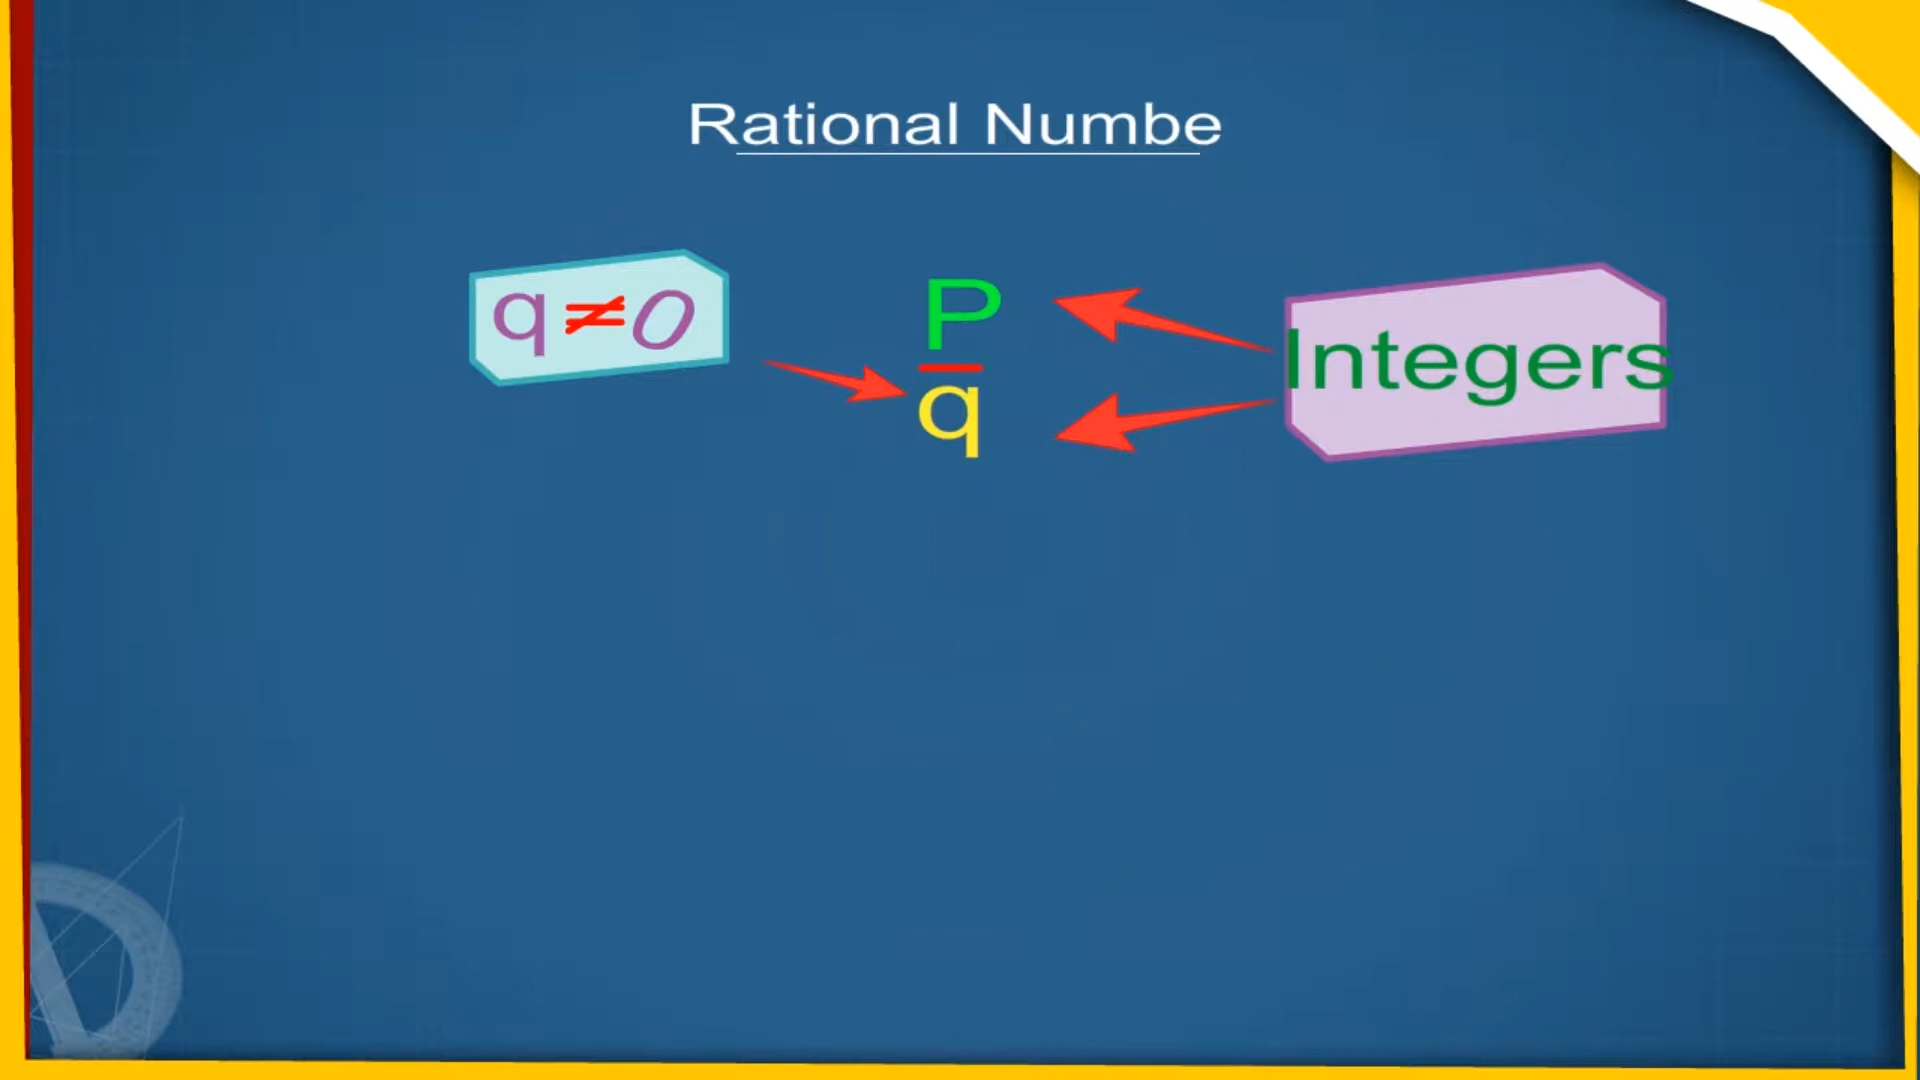 Rational Numbe
q ≠ 0
P
q
Integers